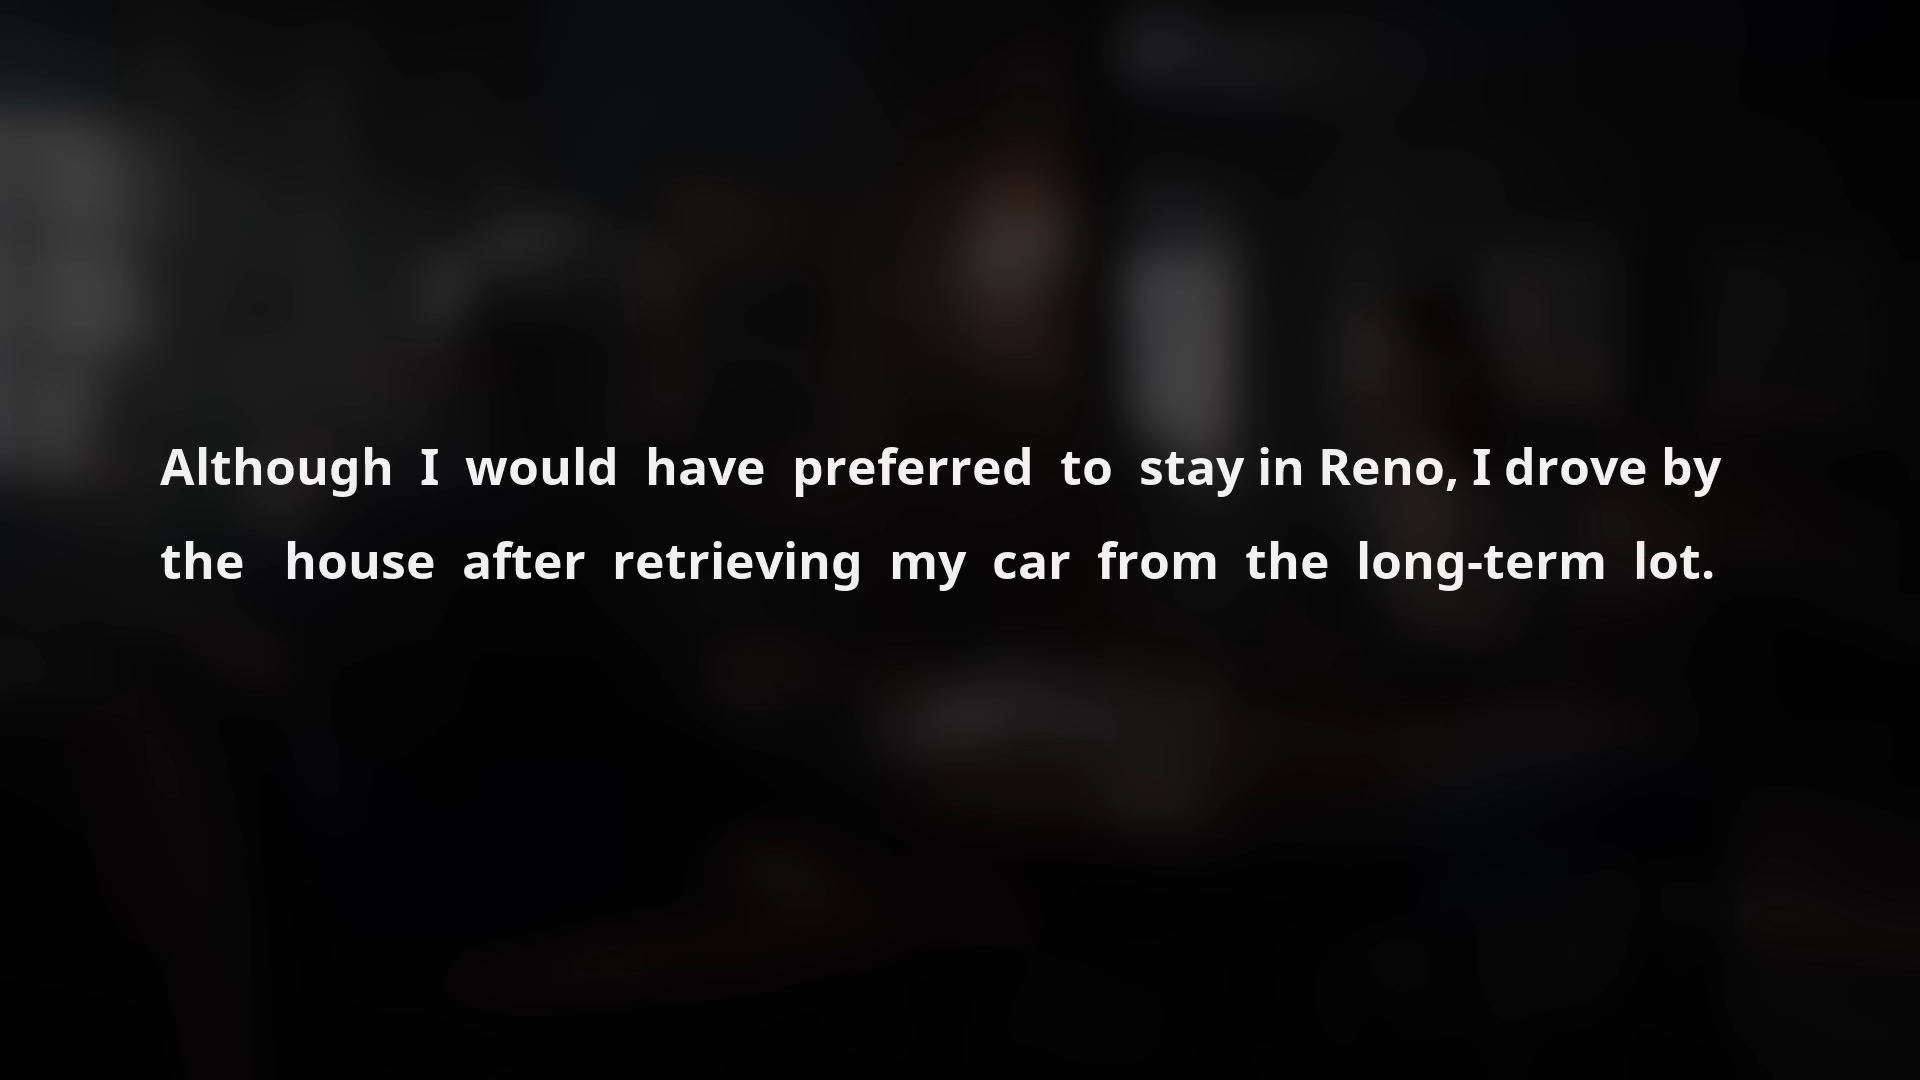 Although I would have preferred to stay in Reno, I drove by
the house after retrieving my car from the long-term lot.